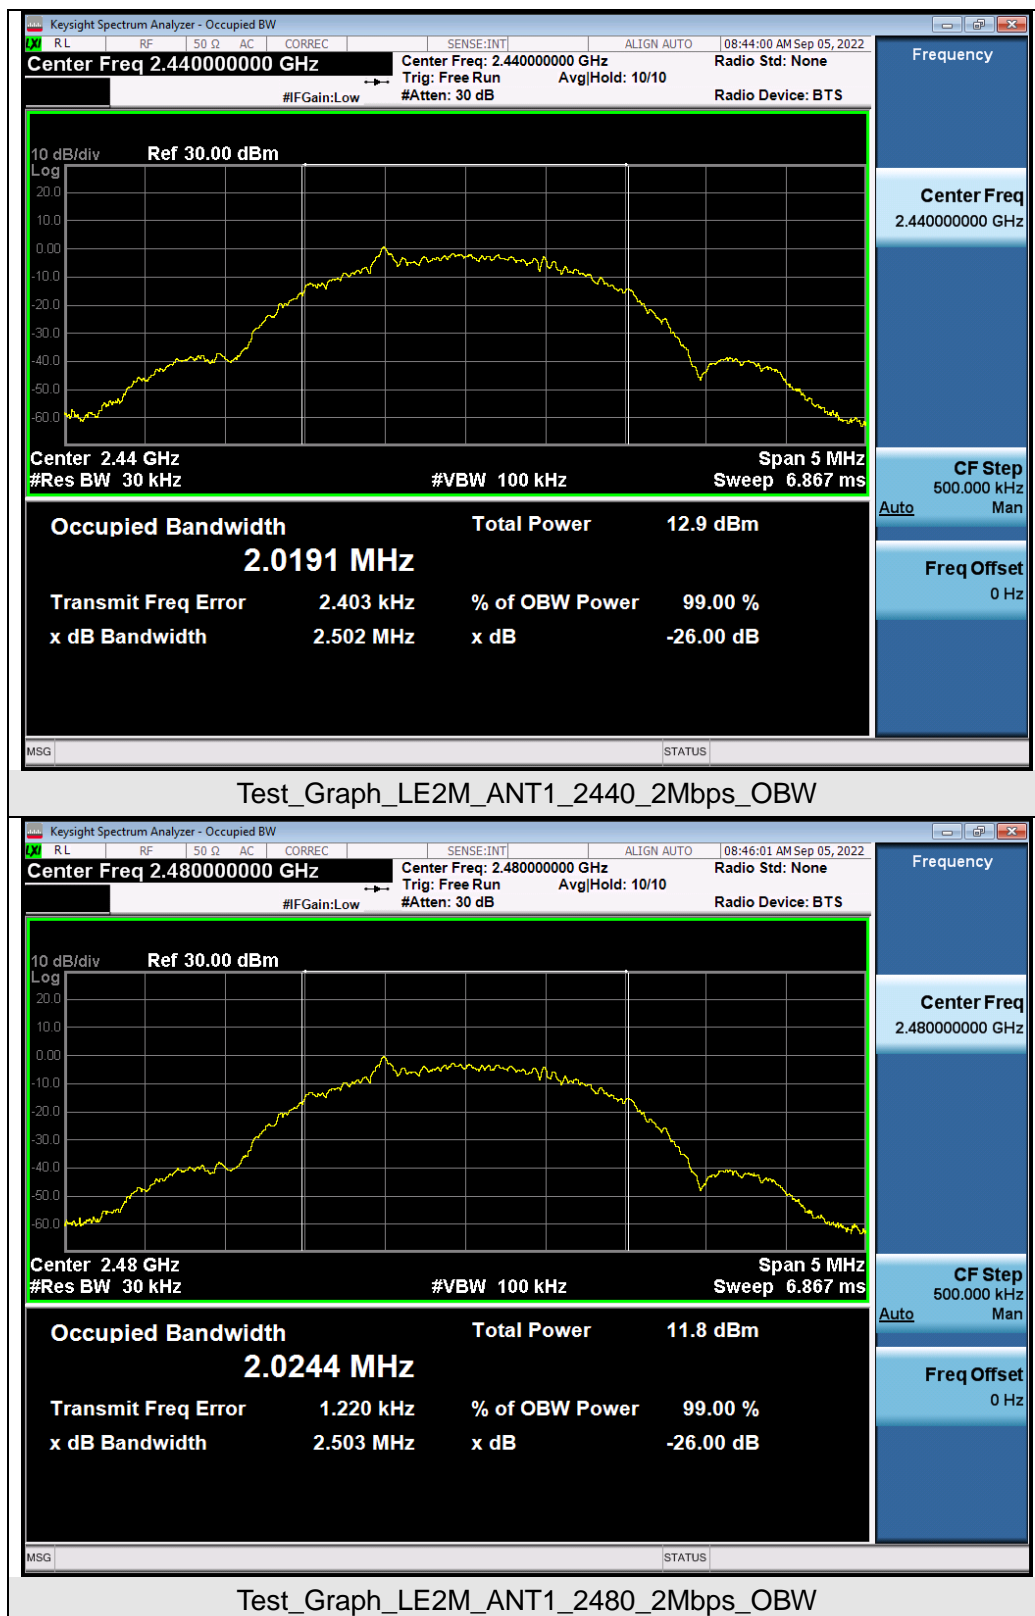 Keysight Spectrum Analyzer - Occupied BW
LXI RL RF 50 Ω AC CORREC SENSE:INT ALIGN AUTO 08:44:00 AM Sep 05, 2022
Center Freq 2.440000000 GHz Center Freq: 2.440000000 GHz Radio Std: None Frequency
Trig: Free Run Avg|Hold: 10/10
#IFGain:Low #Atten: 30 dB Radio Device: BTS
10 dB/div Ref 30.00 dBm
Log
20.0
10.0
0.00
-10.0
-20.0
-30.0
-40.0
-50.0
-60.0
Center Freq
2.440000000 GHz
Center 2.44 GHz Span 5 MHz
#Res BW 30 kHz #VBW 100 kHz Sweep 6.867 ms
CF Step
500.000 kHz
Auto Man
Occupied Bandwidth Total Power 12.9 dBm
2.0191 MHz
Freq Offset
0 Hz
Transmit Freq Error 2.403 kHz % of OBW Power 99.00 %
x dB Bandwidth 2.502 MHz x dB -26.00 dB
MSG STATUS
Test_Graph_LE2M_ANT1_2440_2Mbps_OBW
Keysight Spectrum Analyzer - Occupied BW
LXI RL RF 50 Ω AC CORREC SENSE:INT ALIGN AUTO 08:46:01 AM Sep 05, 2022
Center Freq 2.480000000 GHz Center Freq: 2.480000000 GHz Radio Std: None Frequency
Trig: Free Run Avg|Hold: 10/10
#IFGain:Low #Atten: 30 dB Radio Device: BTS
10 dB/div Ref 30.00 dBm
Log
20.0
10.0
0.00
-10.0
-20.0
-30.0
-40.0
-50.0
-60.0
Center Freq
2.480000000 GHz
Center 2.48 GHz Span 5 MHz
#Res BW 30 kHz #VBW 100 kHz Sweep 6.867 ms
CF Step
500.000 kHz
Auto Man
Occupied Bandwidth Total Power 11.8 dBm
2.0244 MHz
Freq Offset
0 Hz
Transmit Freq Error 1.220 kHz % of OBW Power 99.00 %
x dB Bandwidth 2.503 MHz x dB -26.00 dB
MSG STATUS
Test_Graph_LE2M_ANT1_2480_2Mbps_OBW